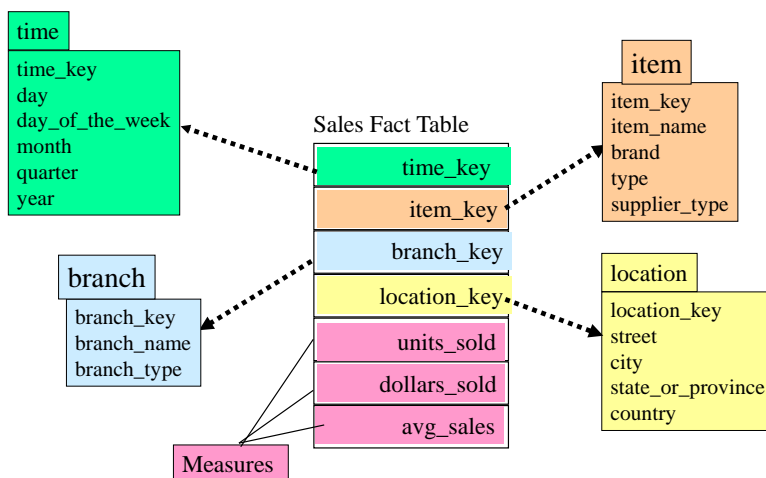 time
time_key
day
day_of_the_week
month
quarter
year
item
item_key
item_name
brand
type
supplier_type
Sales Fact Table
time_key
item_key
branch_key
location_key
units_sold
dollars_sold
avg_sales
branch
branch_key
branch_name
branch_type
location
location_key
street
city
state_or_province
country
Measures